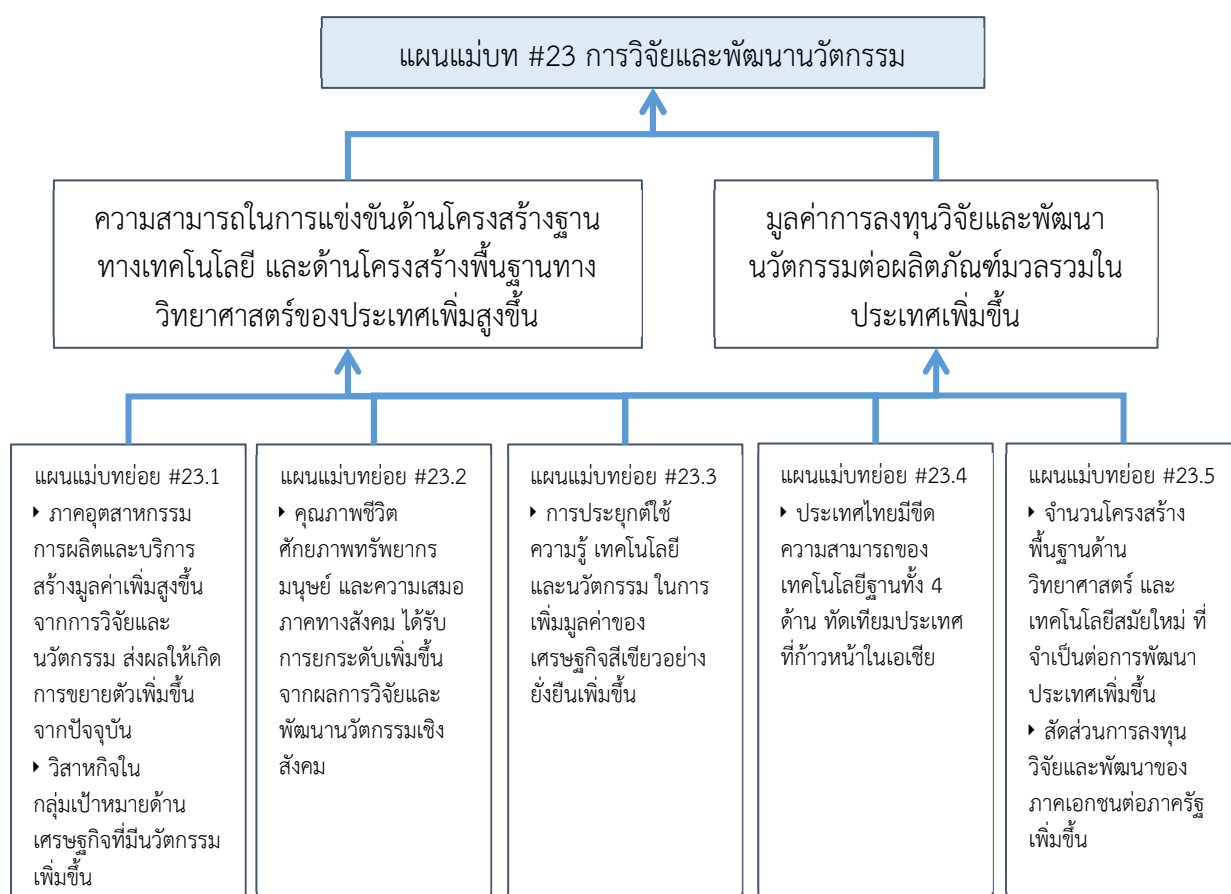 แผนแม่บท #23 การวิจัยและพัฒนานวัตกรรม
ความสามารถในการแข่งขันด้านโครงสร้างฐาน
ทางเทคโนโลยี และด้านโครงสร้างพื้นฐานทาง
วิทยาศาสตร์ของประเทศเพิ่มสูงขึ้น
มูลค่าการลงทุนวิจัยและพัฒนา
นวัตกรรมต่อผลิตภัณฑ์มวลรวมใน
ประเทศเพิ่มขึ้น
แผนแม่บทย่อย #23.1
‣ ภาคอุตสาหกรรม
การผลิตและบริการ
สร้างมูลค่าเพิ่มสูงขึ้น
จากการวิจัยและ
นวัตกรรม ส่งผลให้เกิด
การขยายตัวเพิ่มขึ้น
จากปัจจุบัน
‣ วิสาหกิจใน
กลุ่มเป้าหมายด้าน
เศรษฐกิจที่มีนวัตกรรม
เพิ่มขึ้น
แผนแม่บทย่อย #23.2
‣ คุณภาพชีวิต
ศักยภาพทรัพยากร
มนุษย์ และความเสมอ
ภาคทางสังคม ได้รับ
การยกระดับเพิ่มขึ้น
จากผลการวิจัยและ
พัฒนานวัตกรรมเชิง
สังคม
แผนแม่บทย่อย #23.3
‣ การประยุกต์ใช้
ความรู้ เทคโนโลยี
และนวัตกรรม ในการ
เพิ่มมูลค่าของ
เศรษฐกิจสีเขียวอย่าง
ยั่งยืนเพิ่มขึ้น
แผนแม่บทย่อย #23.4
‣ ประเทศไทยมีขีด
ความสามารถของ
เทคโนโลยีฐานทั้ง 4
ด้าน ทัดเทียมประเทศ
ที่ก้าวหน้าในเอเชีย
แผนแม่บทย่อย #23.5
‣ จำนวนโครงสร้าง
พื้นฐานด้าน
วิทยาศาสตร์ และ
เทคโนโลยีสมัยใหม่ ที่
จำเป็นต่อการพัฒนา
ประเทศเพิ่มขึ้น
‣ สัดส่วนการลงทุน
วิจัยและพัฒนาของ
ภาคเอกชนต่อภาครัฐ
เพิ่มขึ้น